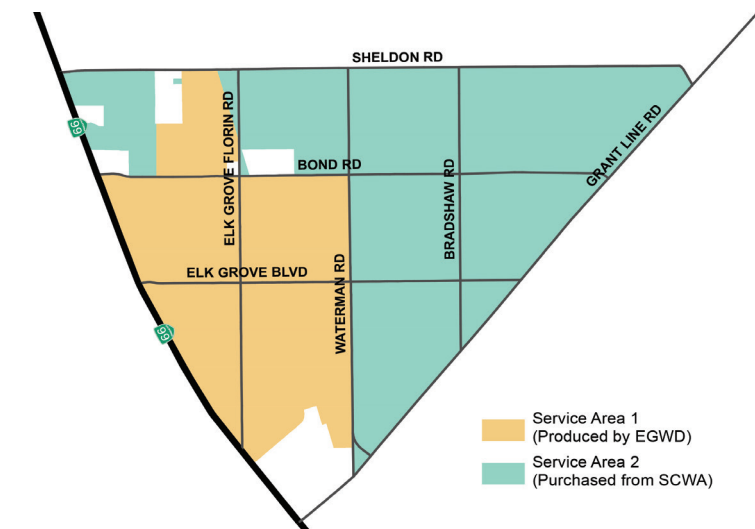 SHELDON RD
99
ELK GROVE FLORIN RD
BOND RD
BRADSHAW RD
GRANT LINE RD
ELK GROVE BLVD
WATERMAN RD
99
Service Area 1
(Produced by EGWD)
Service Area 2
(Purchased from SCWA)